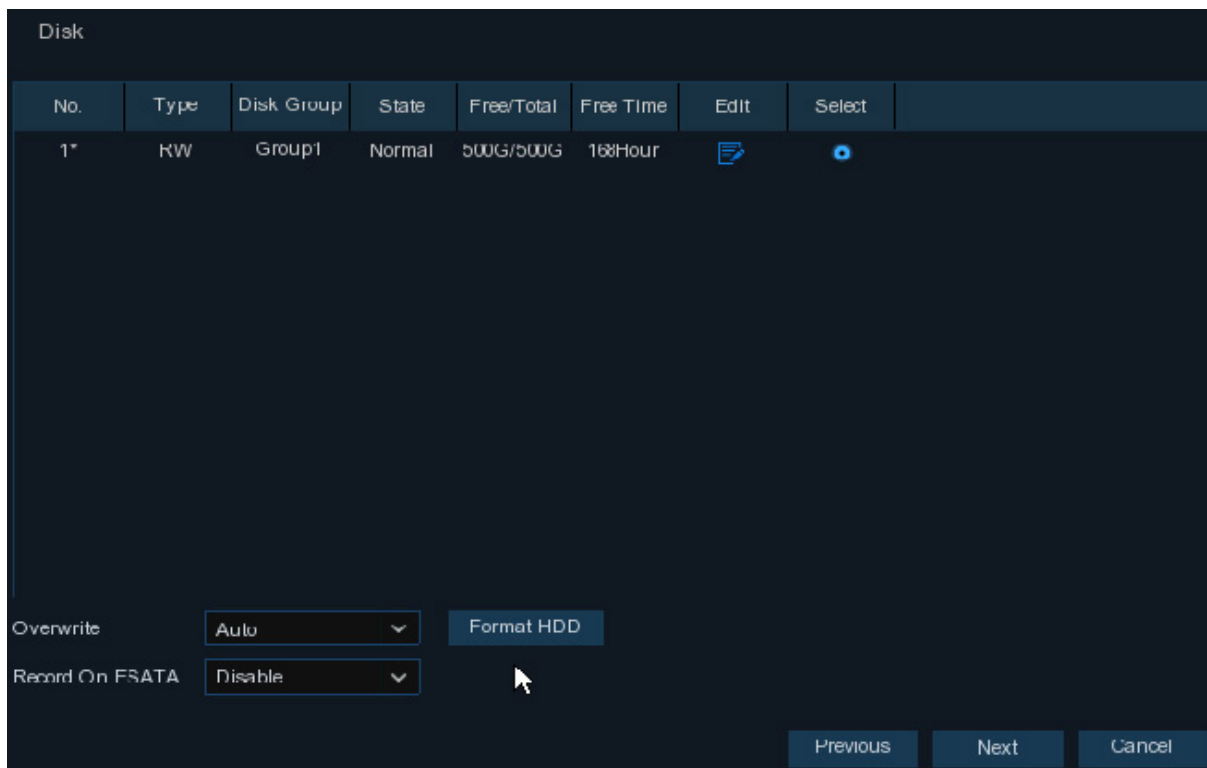 Disk
No. Type Disk Group State Free/Total Free Time Edit Select
1* RW Group1 Normal 500G/500G 168Hour
Overwrite Auto Format HDD
Record On ESATA Disable
Previous Next Cancel